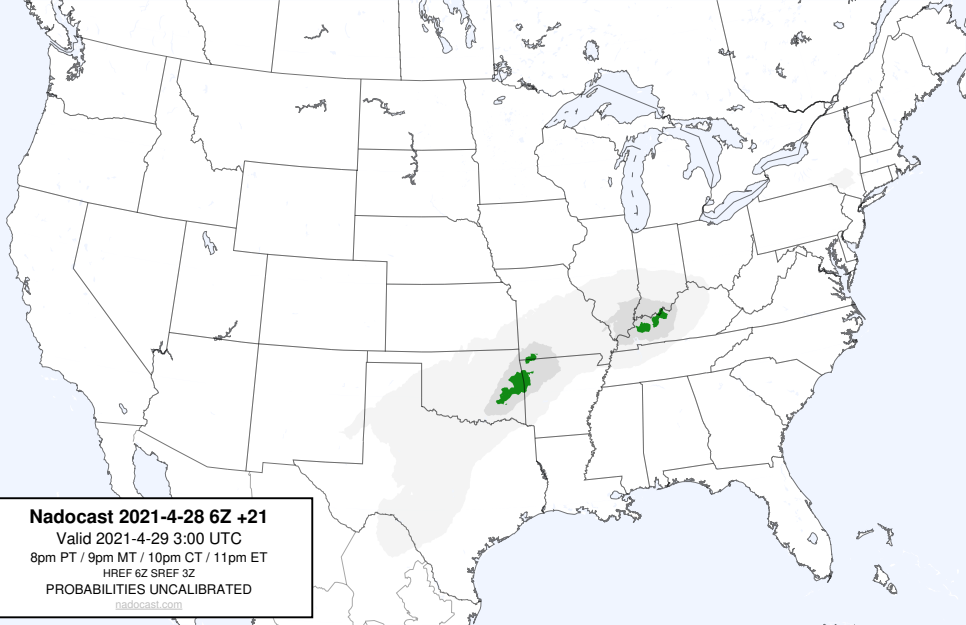 Nadocast 2021-4-28 6Z +21
Valid 2021-4-29 3:00 UTC
8pm PT / 9pm MT / 10pm CT / 11pm ET
HREF 6Z SREF 3Z
PROBABILITIES UNCALIBRATED
nadocast.com